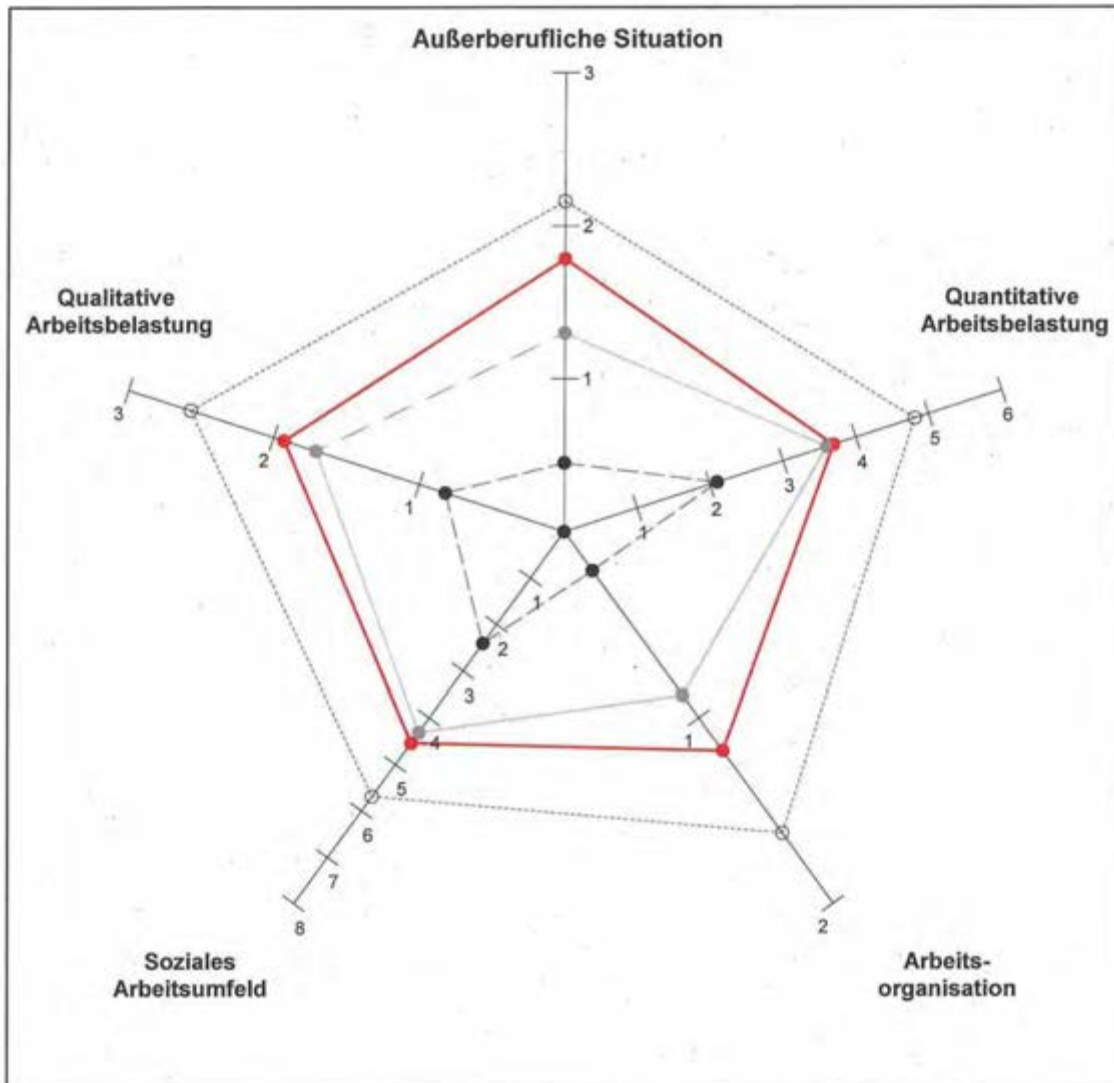 Außerberufliche Situation
3
2
1
Qualitative
Arbeitsbelastung
3
2
1
Quantitative
Arbeitsbelastung
1
2
3
4
5
6
1
2
3
4
5
6
7
8
1
2
Soziales
Arbeitsumfeld
Arbeits-
organisation